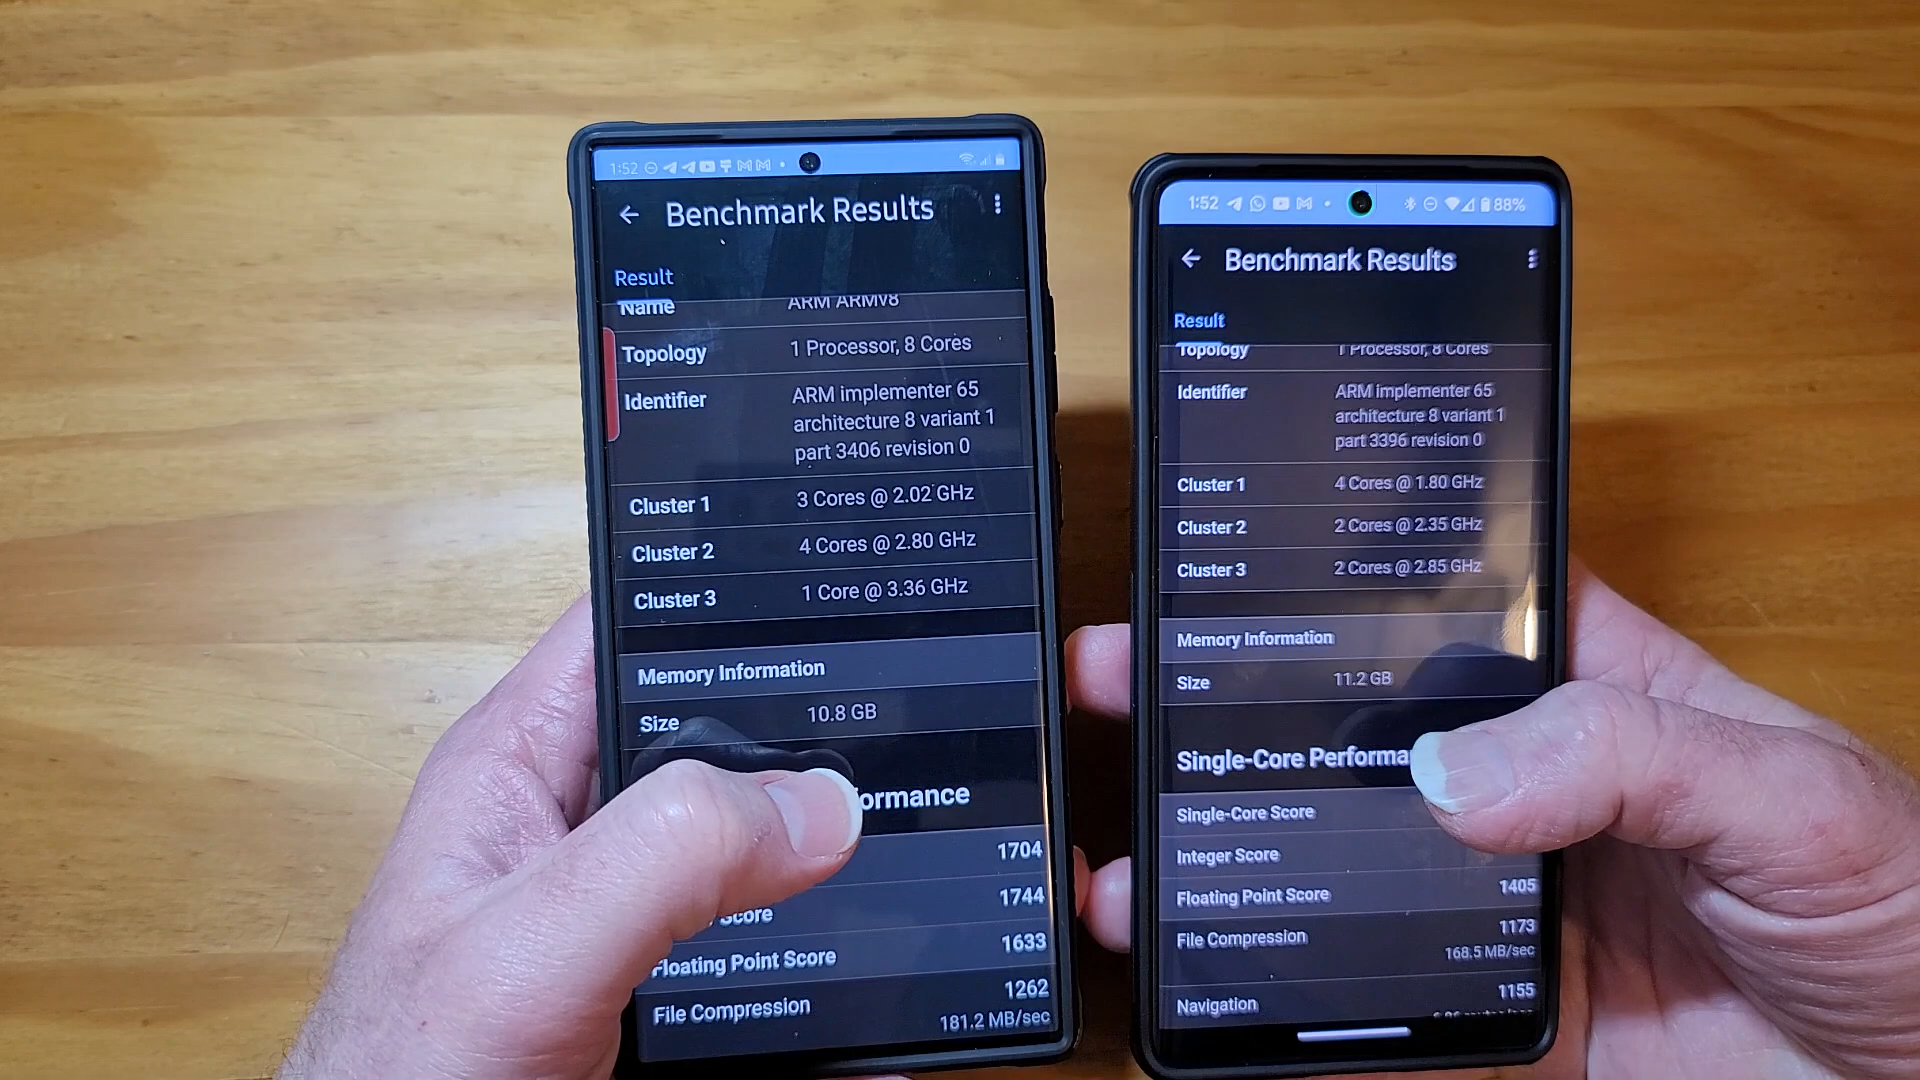 1:52
Benchmark Results
Result
Name ARM ARMv8
Topology 1 Processor, 8 Cores
Identifier ARM implementer 65
architecture 8 variant 1
part 3406 revision 0
Cluster 1 3 Cores @ 2.02 GHz
Cluster 2 4 Cores @ 2.80 GHz
Cluster 3 1 Core @ 3.36 GHz
Memory Information
Size 10.8 GB
ormance
1704
Score 1744
Floating Point Score 1633
File Compression 1262
181.2 MB/sec
1:52 88%
Benchmark Results
Result
Topology 1 Processor, 8 Cores
Identifier ARM implementer 65
architecture 8 variant 1
part 3396 revision 0
Cluster 1 4 Cores @ 1.80 GHz
Cluster 2 2 Cores @ 2.35 GHz
Cluster 3 2 Cores @ 2.85 GHz
Memory Information
Size 11.2 GB
Single-Core Performa
Single-Core Score
Integer Score
Floating Point Score 1405
File Compression 1173
168.5 MB/sec
Navigation 1155